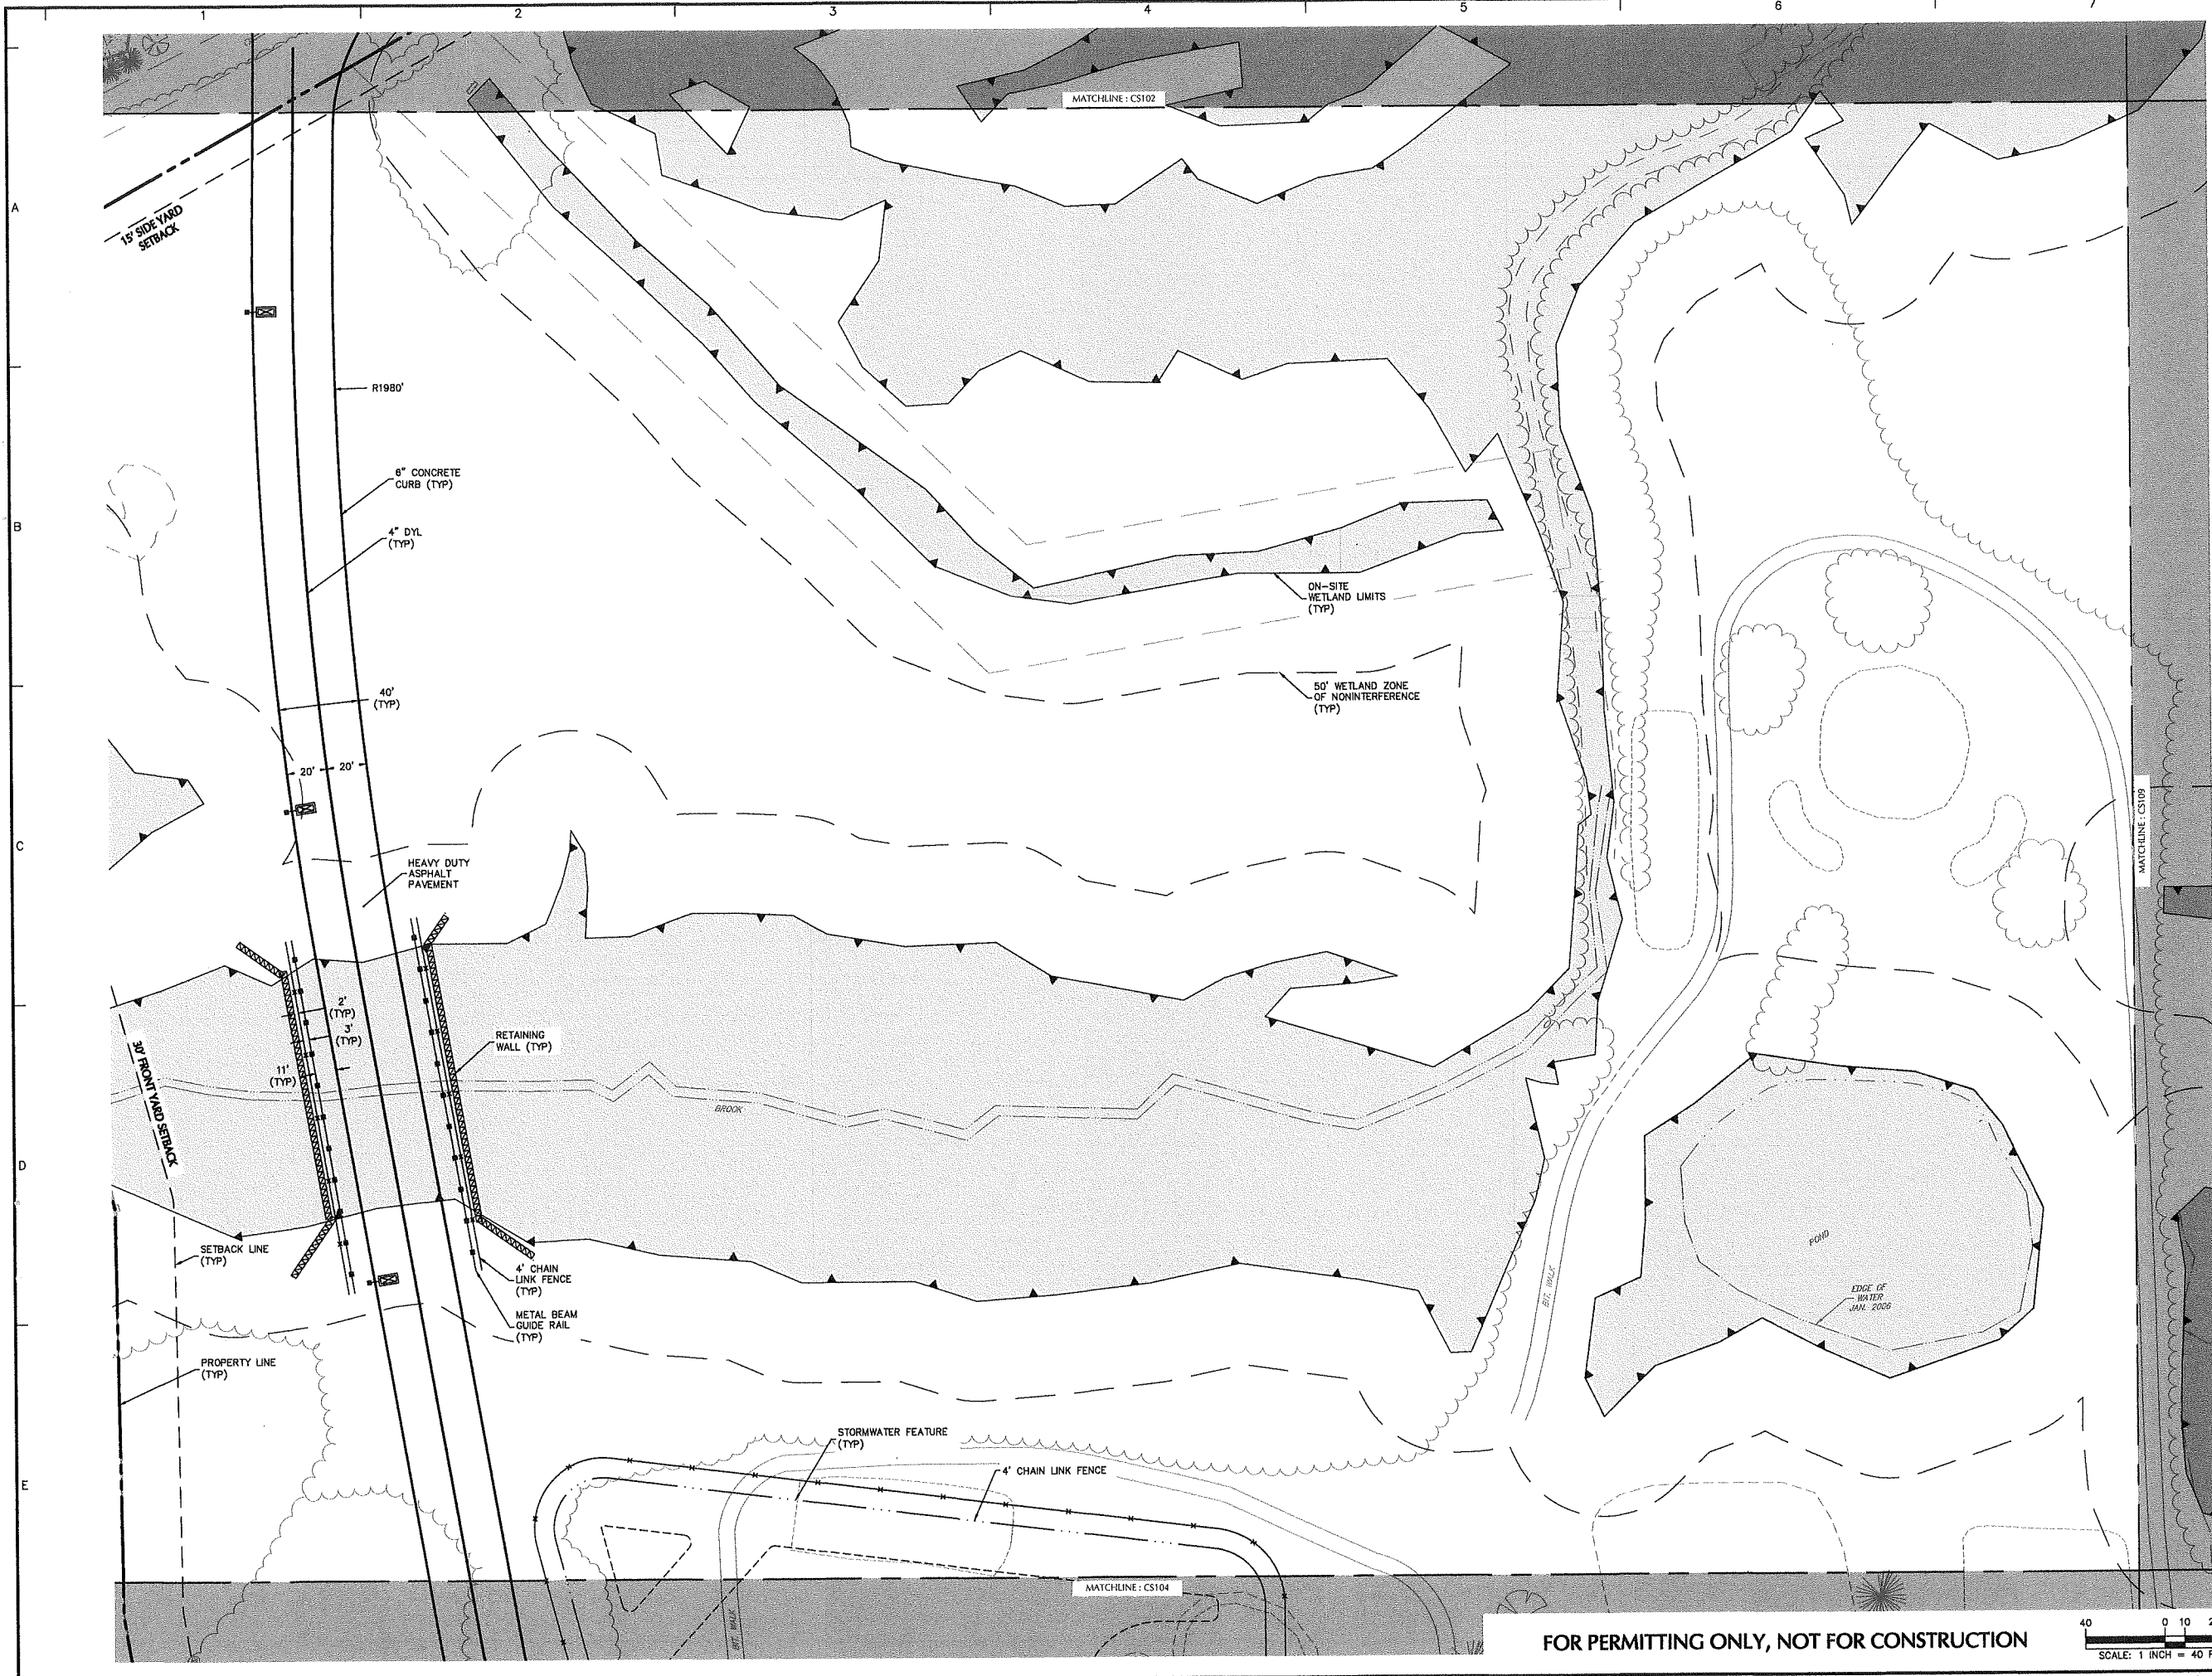 1
2
3
4
5
6
7
MATCHLINE : CS102
A
15' SIDE YARD
SETBACK
R1980'
6" CONCRETE
CURB (TYP)
B
4" DYL
(TYP)
ON-SITE
WETLAND LIMITS
(TYP)
40'
(TYP)
50' WETLAND ZONE
OF NONINTERFERENCE
(TYP)
20'
20'
MATCHLINE : CS109
C
HEAVY DUTY
ASPHALT
PAVEMENT
2'
(TYP)
3'
(TYP)
RETAINING
WALL (TYP)
30' FRONT YARD SETBACK
11'
(TYP)
BROOK
D
POND
SETBACK LINE
(TYP)
4' CHAIN
LINK FENCE
(TYP)
BIT. WALK
EDGE OF
WATER
JAN. 2006
METAL BEAM
GUIDE RAIL
(TYP)
PROPERTY LINE
(TYP)
STORMWATER FEATURE
(TYP)
4' CHAIN LINK FENCE
E
MATCHLINE : CS104
BIT. WALK
FOR PERMITTING ONLY, NOT FOR CONSTRUCTION
40 0 10 2
SCALE: 1 INCH = 40 F